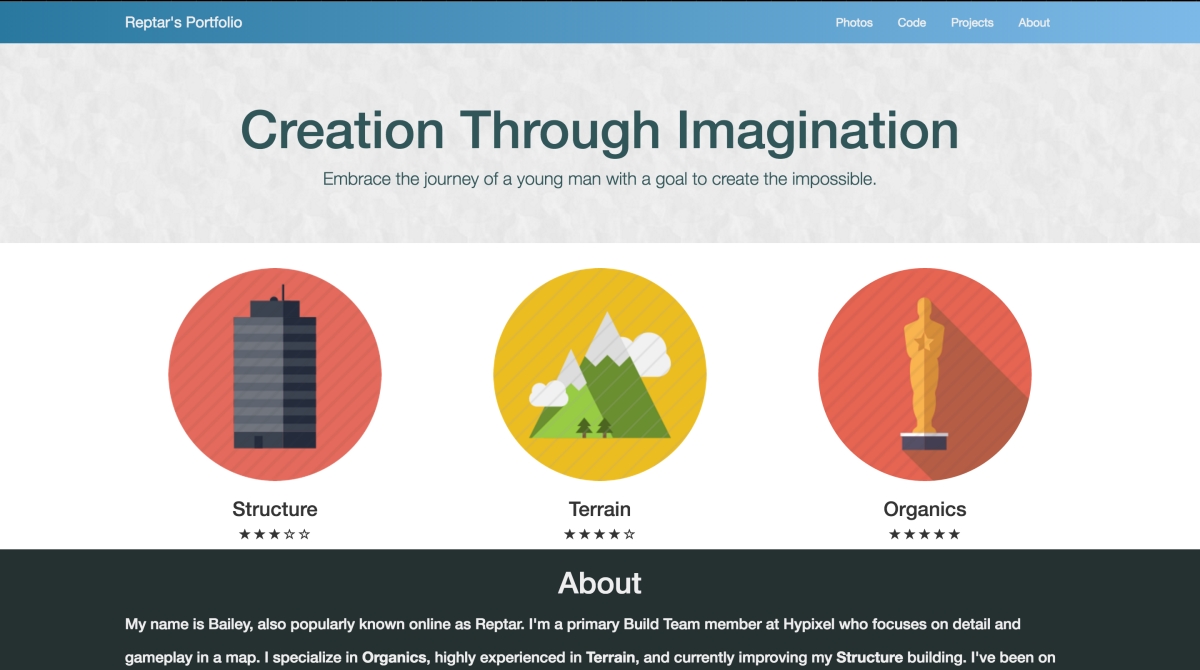 Reptar's Portfolio
Photos Code Projects About
Creation Through Imagination
Embrace the journey of a young man with a goal to create the impossible.
Structure
★★★☆☆
Terrain
★★★★☆
Organics
★★★★★
About
My name is Bailey, also popularly known online as Reptar. I'm a primary Build Team member at Hypixel who focuses on detail and
gameplay in a map. I specialize in Organics, highly experienced in Terrain, and currently improving my Structure building. I've been on